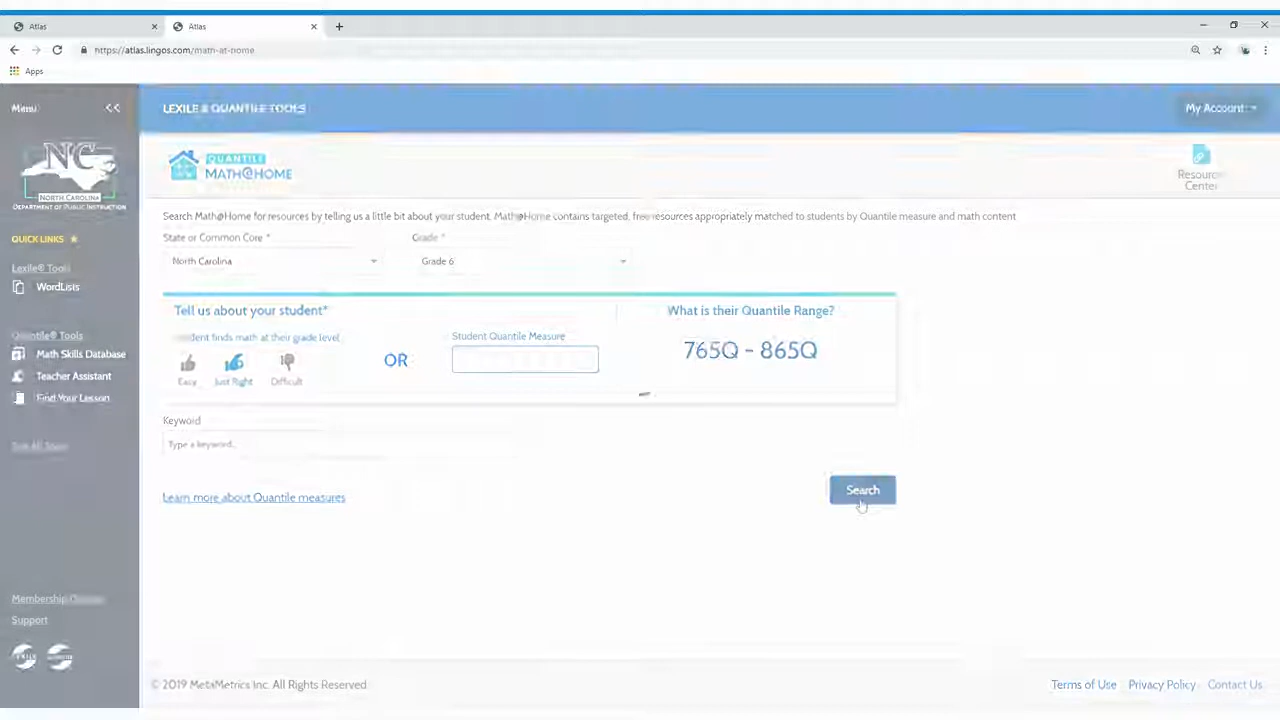 Atlas
Atlas
https://atlas.lingos.com/math-at-home
Apps
Menu <<
LEXILE & QUANTILE TOOLS
My Account
NC
NORTH CAROLINA
DEPARTMENT OF PUBLIC INSTRUCTION
QUANTILE
MATH@HOME
Resource
Center
Search Math@Home for resources by telling us a little bit about your student. Math@Home contains targeted, free resources appropriately matched to students by Quantile measure and math content
State or Common Core *
Grade *
North Carolina
Grade 6
QUICK LINKS
Lexile® Tools
WordLists
Quantile® Tools
Math Skills Database
Teacher Assistant
Find Your Lesson
See All Tools
Tell us about your student*
What is their Quantile Range?
Student finds math at their grade level
Student Quantile Measure
OR
765Q - 865Q
Easy
Just Right
Difficult
Keyword
Type a keyword...
Learn more about Quantile measures
Search
Support
© 2019 MetaMetrics Inc. All Rights Reserved
Terms of Use
Privacy Policy
Contact Us